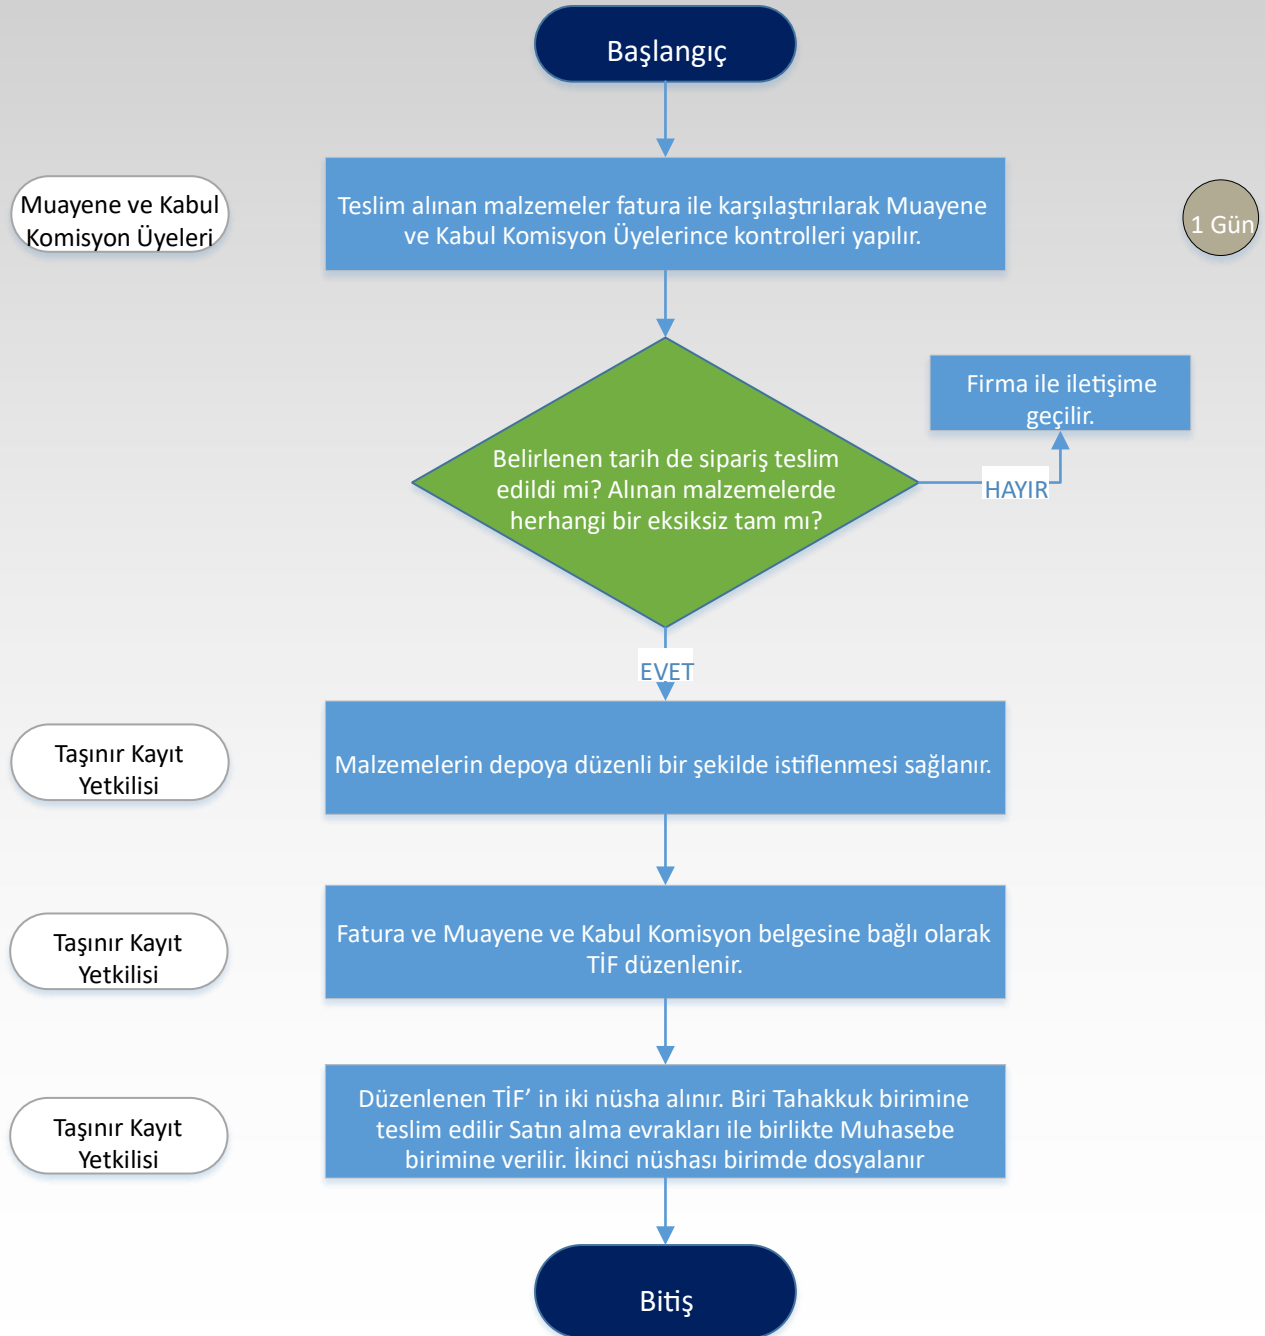 Başlangıç
Muayene ve Kabul
Komisyon Üyeleri
Teslim alınan malzemeler fatura ile karşılaştırılarak Muayene
ve Kabul Komisyon Üyelerince kontrolleri yapılır.
1 Gün
Firma ile iletişime
geçilir.
Belirlenen tarih de sipariş teslim
edildi mi? Alınan malzemelerde
herhangi bir eksiksiz tam mı?
HAYIR
EVET
Taşınır Kayıt
Yetkilisi
Malzemelerin depoya düzenli bir şekilde istiflenmesi sağlanır.
Taşınır Kayıt
Yetkilisi
Fatura ve Muayene ve Kabul Komisyon belgesine bağlı olarak
TİF düzenlenir.
Taşınır Kayıt
Yetkilisi
Düzenlenen TİF’ in iki nüsha alınır. Biri Tahakkuk birimine
teslim edilir Satın alma evrakları ile birlikte Muhasebe
birimine verilir. İkinci nüshası birimde dosyalanır
Bitiş